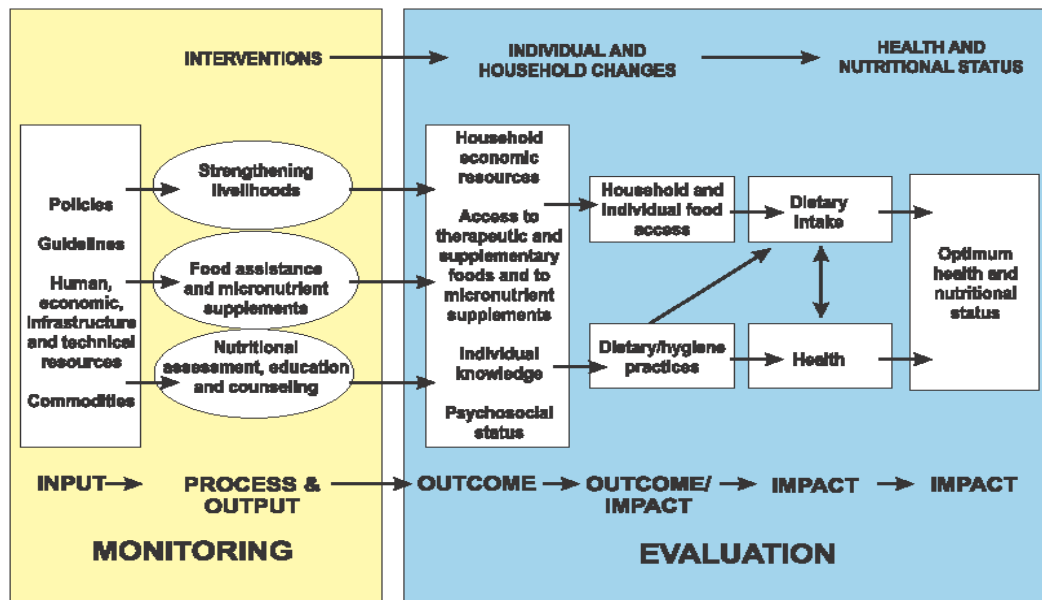 INTERVENTIONS
INDIVIDUAL AND
HOUSEHOLD CHANGES
HEALTH AND
NUTRITIONAL STATUS
Policies
Guidelines
Human,
economic,
infrastructure
and technical
resources
Commodities
Strengthening
livelihoods
Food assistance
and micronutrient
supplements
Nutritional
assessment, education
and counseling
Household
economic
resources
Access to
therapeutic and
supplementary
foods and to
micronutrient
supplements
Individual
knowledge
Psychosocial
status
Household and
individual food
access
Dietary/hygiene
practices
Dietary
intake
Health
Optimum
health and
nutritional
status
INPUT
PROCESS &
OUTPUT
OUTCOME
OUTCOME/
IMPACT
IMPACT
IMPACT
MONITORING
EVALUATION